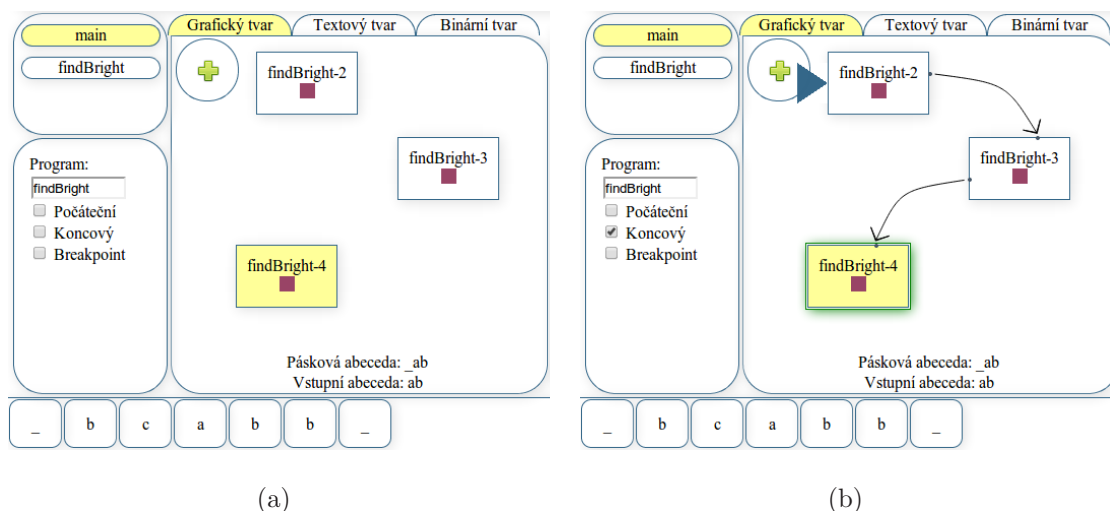 main
findBright
Grafický tvar
Textový tvar
Binární tvar
findBright-2
findBright-3
findBright-4
Program:
findBright
Počáteční
Koncový
Breakpoint
Pásková abeceda: _ab
Vstupní abeceda: ab
_ b c a b b _
(a)
main
findBright
Grafický tvar
Textový tvar
Binární tvar
findBright-2
findBright-3
findBright-4
Program:
findBright
Počáteční
Koncový
Breakpoint
Pásková abeceda: _ab
Vstupní abeceda: ab
_ b c a b b _
(b)